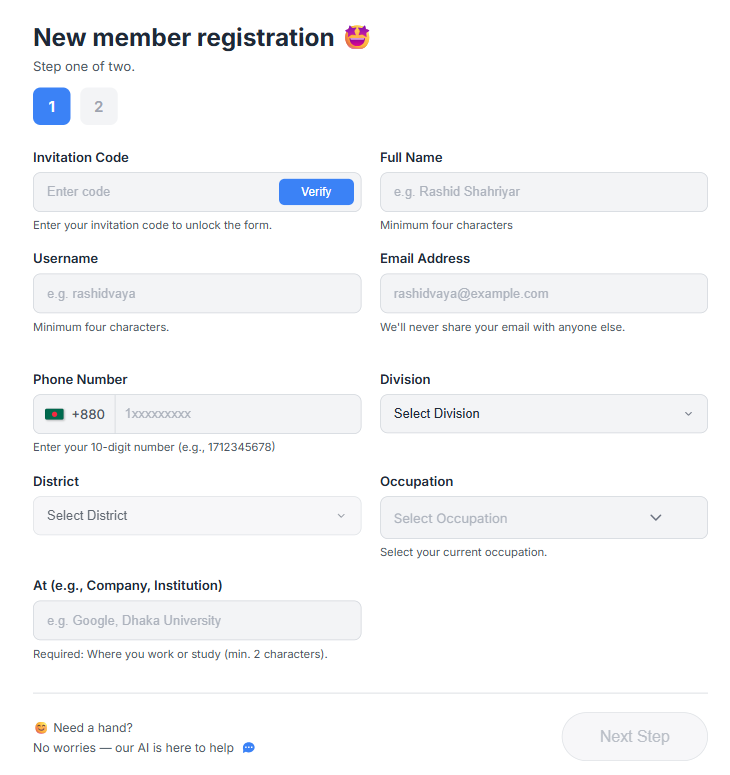 New member registration 🤩
Step one of two.
1 2
Invitation Code
Enter code Verify
Enter your invitation code to unlock the form.
Full Name
e.g. Rashid Shahriyar
Minimum four characters
Username
e.g. rashidvaya
Minimum four characters.
Email Address
rashidvaya@example.com
We'll never share your email with anyone else.
Phone Number
+880 1xxxxxxxxx
Enter your 10-digit number (e.g., 1712345678)
Division
Select Division
District
Select District
Occupation
Select Occupation
Select your current occupation.
At (e.g., Company, Institution)
e.g. Google, Dhaka University
Required: Where you work or study (min. 2 characters).
😊 Need a hand?
No worries — our AI is here to help 💬
Next Step